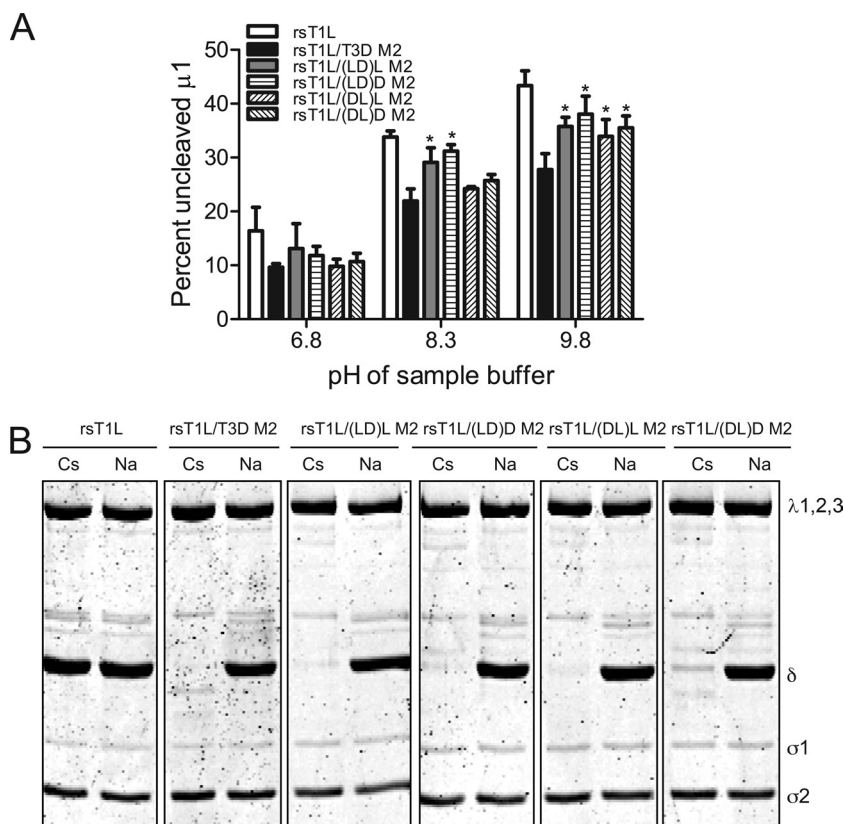 A
rsT1L
rsT1L/T3D M2
rsT1L/(LD)L M2
rsT1L/(LD)D M2
rsT1L/(DL)L M2
rsT1L/(DL)D M2
Percent uncleaved μ1
50
40
30
20
10
0
* * * * * *
6.8 8.3 9.8
pH of sample buffer
B
rsT1L rsT1L/T3D M2 rsT1L/(LD)L M2 rsT1L/(LD)D M2 rsT1L/(DL)L M2 rsT1L/(DL)D M2
Cs Na Cs Na Cs Na Cs Na Cs Na Cs Na
λ1,2,3
δ
σ1
σ2